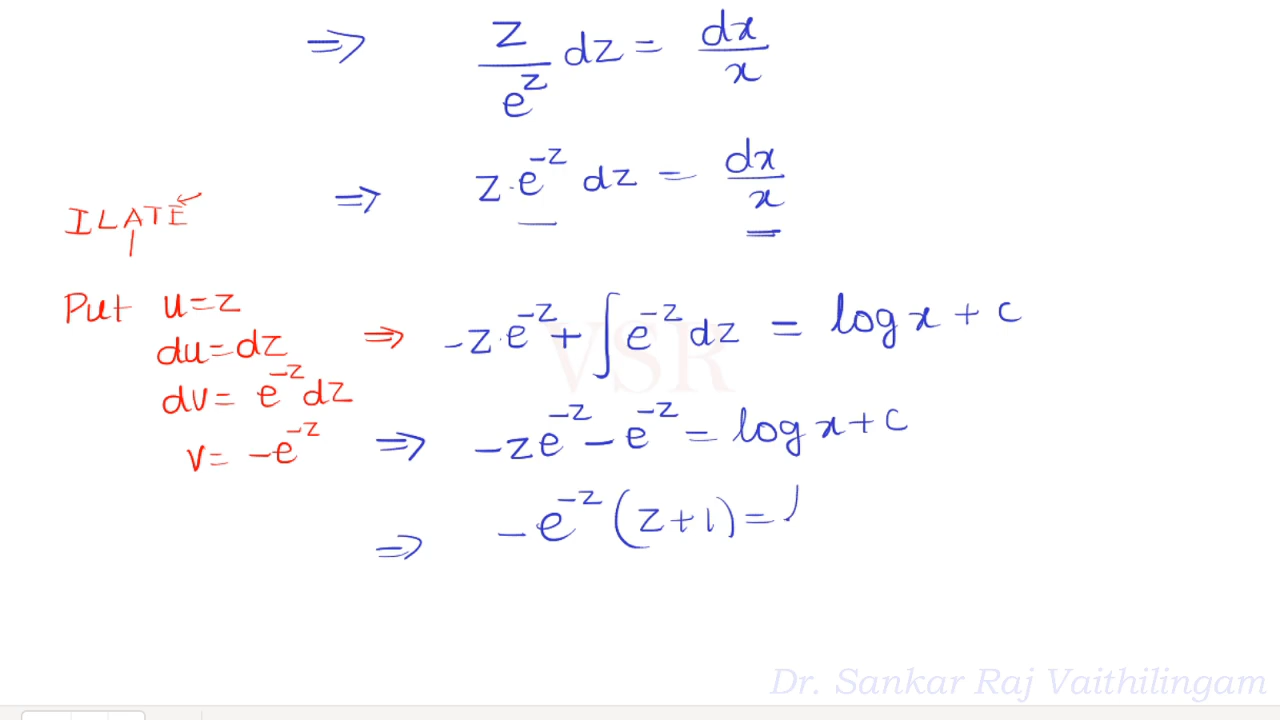 ⇒ z/e^z dz = dx/x
⇒ z·e^-z dz = dx/x
ILATE
Put u=z
du=dz
dv= e^-z dz
v= -e^-z
⇒ -z·e^-z + ∫e^-z dz = log x + c
⇒ -ze^-z - e^-z = log x+c
⇒ -e^-z (z+1)=
VSR
Dr. Sankar Raj Vaithilingam